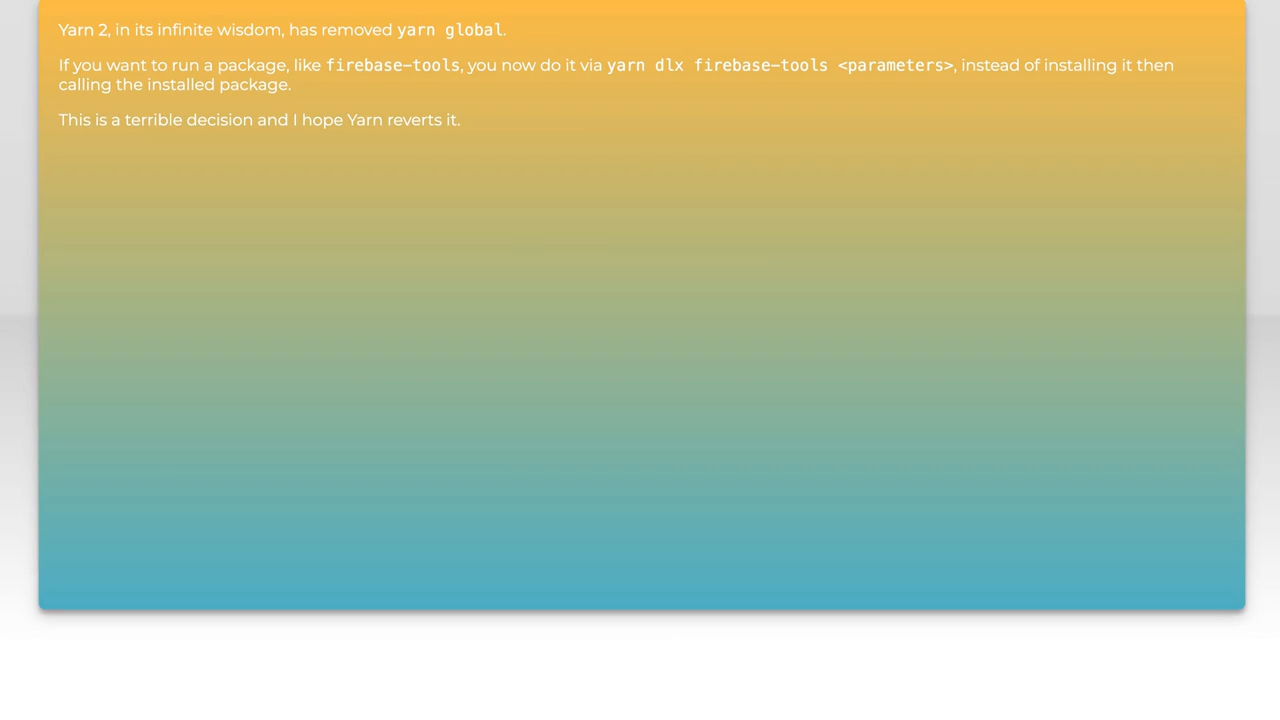 Yarn 2, in its infinite wisdom, has removed yarn global.
If you want to run a package, like firebase-tools, you now do it via yarn dlx firebase-tools <parameters>, instead of installing it then
calling the installed package.
This is a terrible decision and I hope Yarn reverts it.